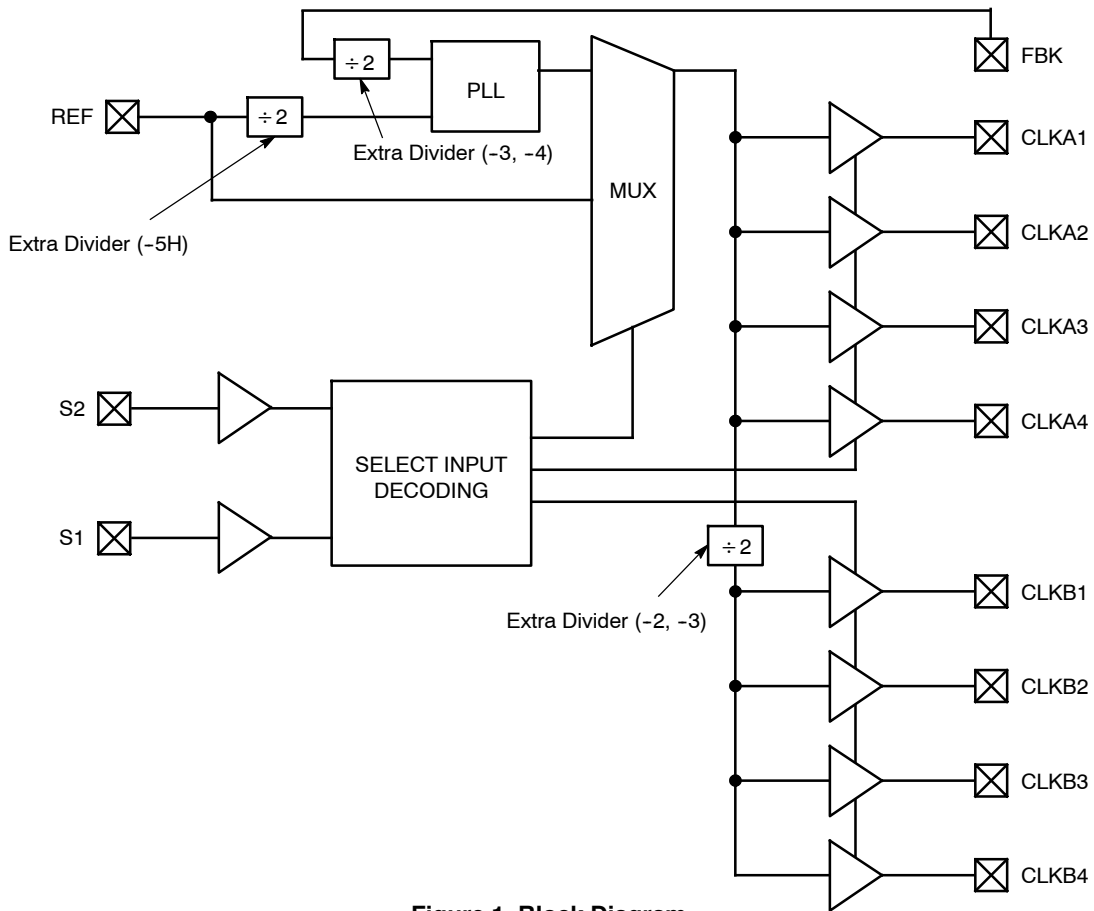 FBK
÷2
PLL
REF
÷2
Extra Divider (-3, -4)
CLKA1
MUX
Extra Divider (-5H)
CLKA2
CLKA3
S2
CLKA4
SELECT INPUT
DECODING
S1
÷2
CLKB1
Extra Divider (-2, -3)
CLKB2
CLKB3
CLKB4
Figure 1. Block Diagram